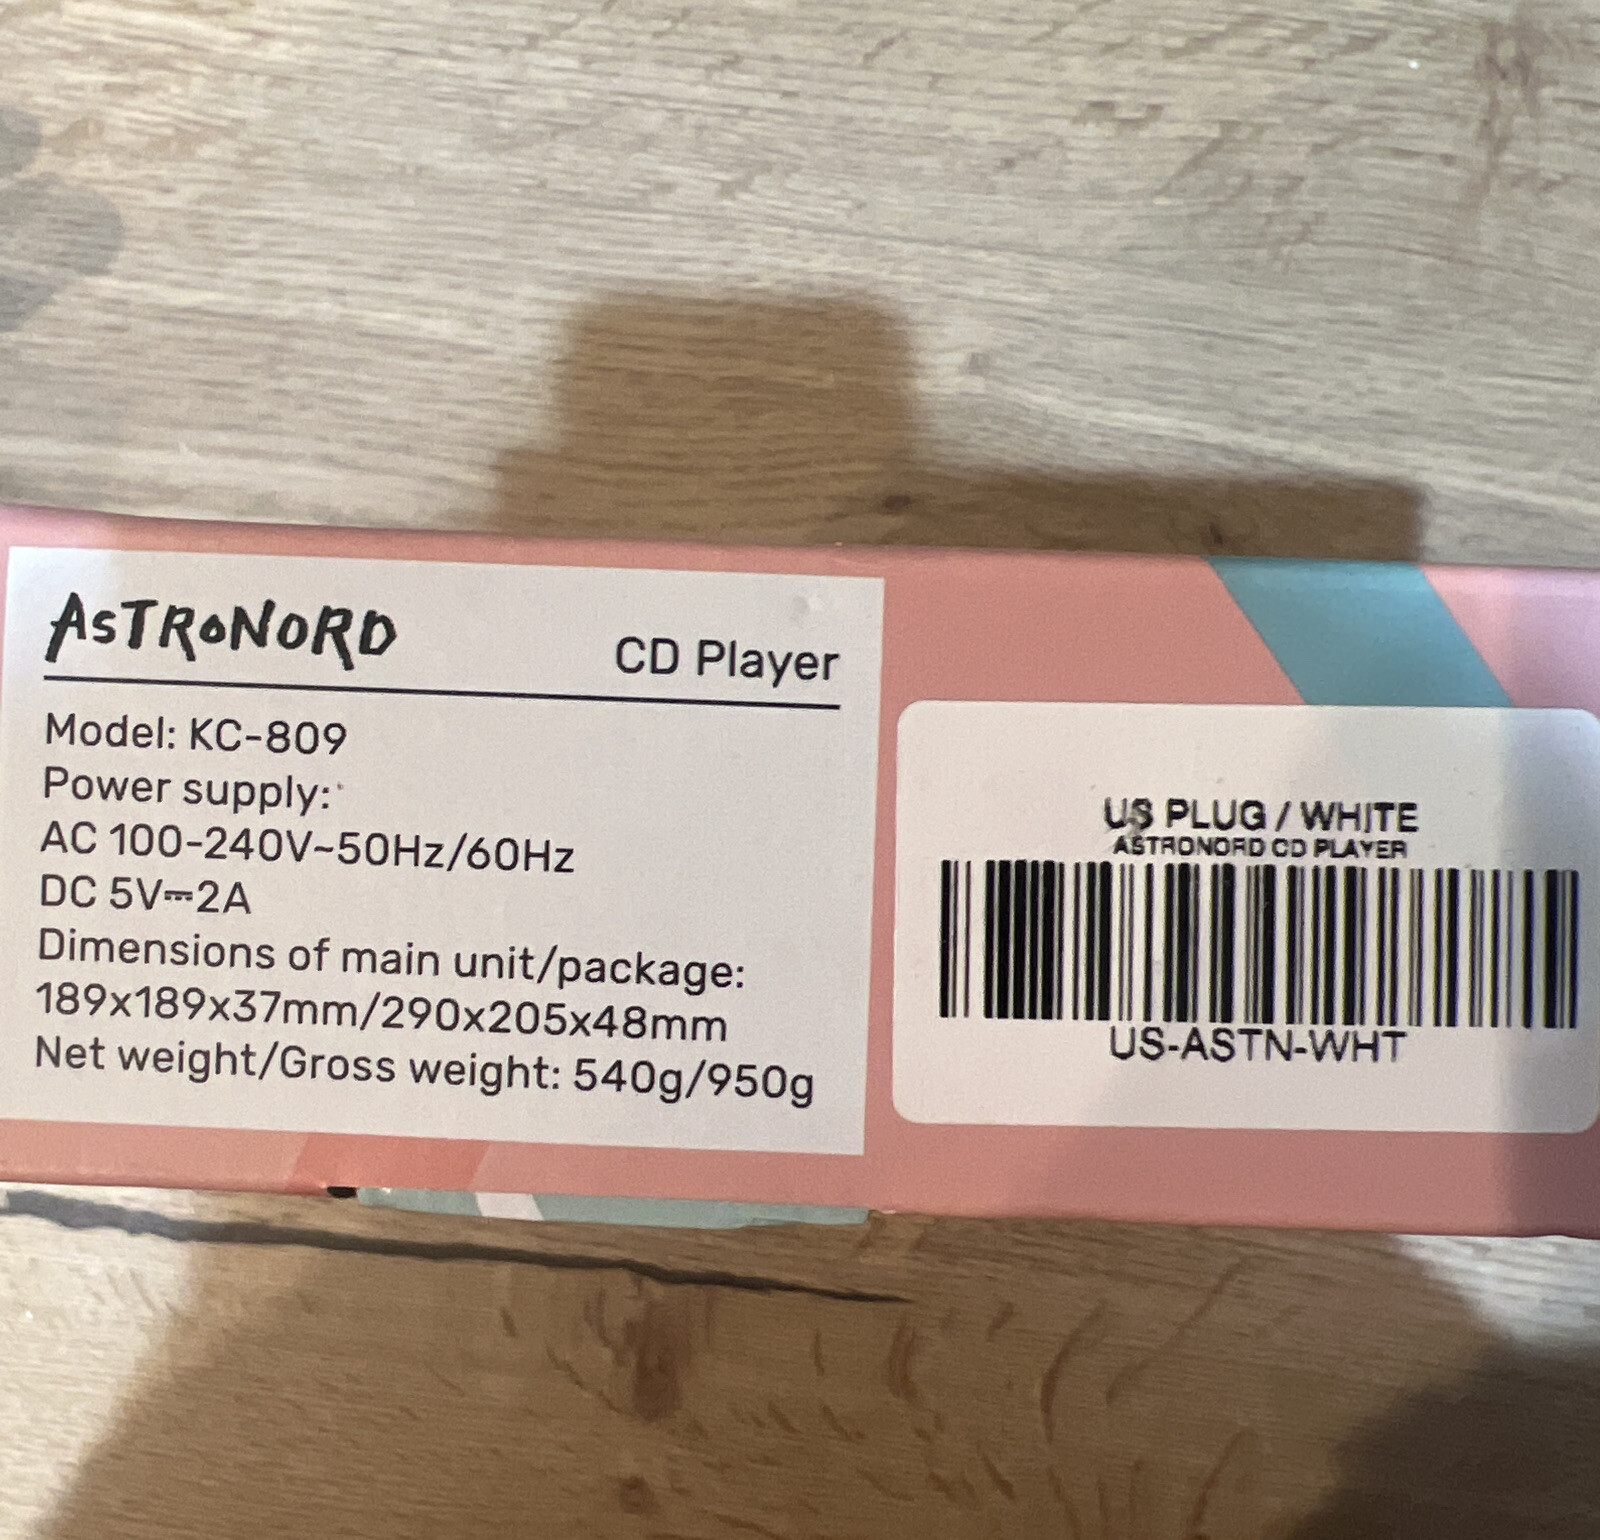 ASTRONORD
CD Player
Model: KC-809
Power supply:
AC 100-240V~50Hz/60Hz
DC 5V⎓2A
Dimensions of main unit/package:
189x189x37mm/290x205x48mm
Net weight/Gross weight: 540g/950g
US PLUG / WHITE
ASTRONORD CD PLAYER
US-ASTN-WHT